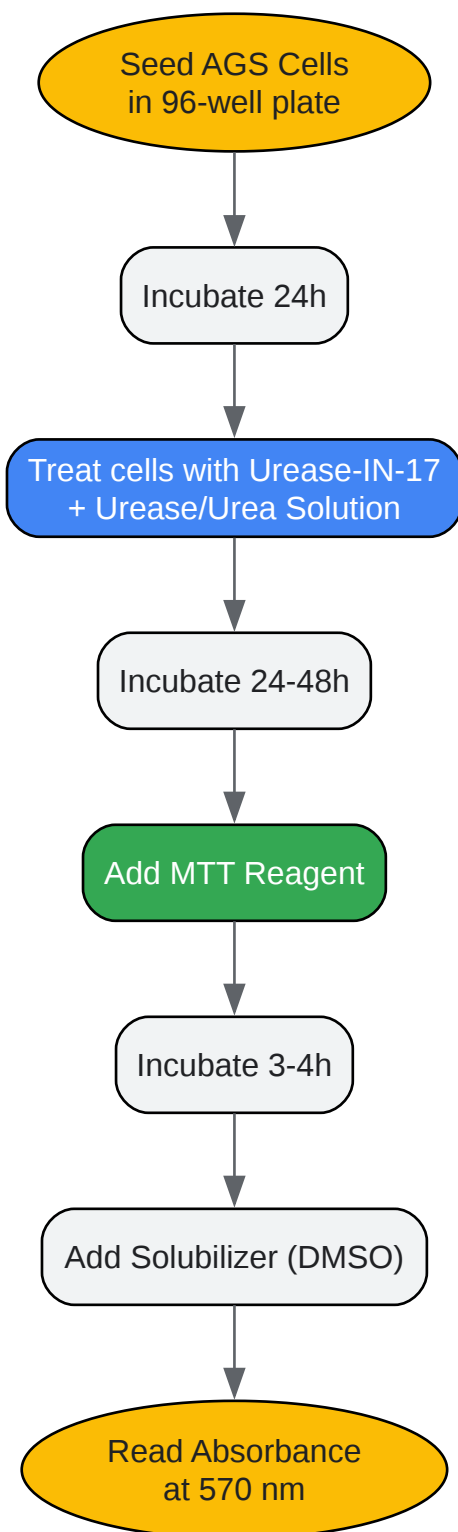 Seed AGS Cells
in 96-well plate
Incubate 24h
Treat cells with Urease-IN-17
+ Urease/Urea Solution
Incubate 24-48h
Add MTT Reagent
Incubate 3-4h
Add Solubilizer (DMSO)
Read Absorbance
at 570 nm